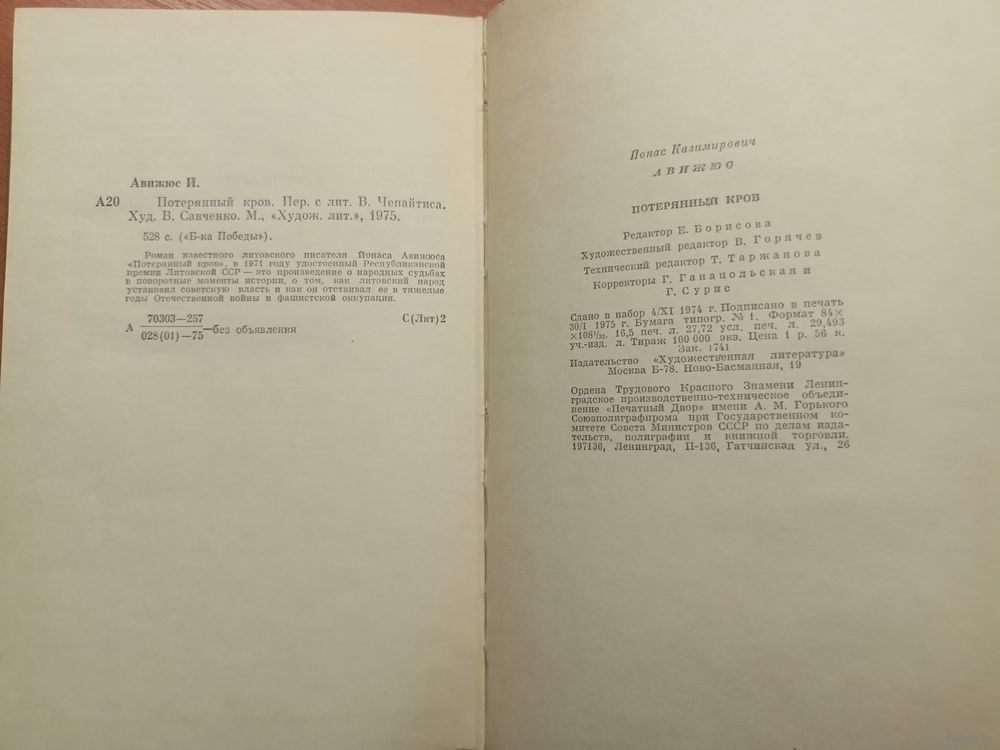 Авижюс Й.
А20 Потерянный кров. Пер. с лит. В. Чепайтиса.
Худ. В. Савченко. М., «Худож. лит.», 1975.
528 с. («Б-ка Победы»).
Роман известного литовского писателя Йонаса Авижюса
«Потерянный кров», в 1971 году удостоенный Республиканской
премии Литовской ССР — это произведение о народных судьбах
в поворотные моменты истории, о том, как литовский народ
установил советскую власть и как он отстаивал ее в тяжелые
годы Отечественной войны и фашистской оккупации.
А 70303—257 / 028(01)—75 —без объявления С(Лит)2
Йонас Казимирович
АВИЖЮС
ПОТЕРЯННЫЙ КРОВ
Редактор Е. Борисова
Художественный редактор В. Горячев
Технический редактор Т. Таржанова
Корректоры Г. Ганапольская и
Г. Сурис
Сдано в набор 4/XI 1974 г. Подписано в печать
30/I 1975 г. Бумага типогр. № 1. Формат 84×
×108¹/₃₂. 16,5 печ. л. 27,72 усл. печ. л. 29,493
уч.-изд. л. Тираж 100 000 экз. Цена 1 р. 56 к.
Зак. 1741
Издательство «Художественная литература»
Москва Б-78. Ново-Басманная, 19
Ордена Трудового Красного Знамени Ленин-
градское производственно-техническое объеди-
нение «Печатный Двор» имени А. М. Горького
Союзполиграфпрома при Государственном ко-
митете Совета Министров СССР по делам изда-
тельств, полиграфии и книжной торговли.
197136, Ленинград, П-136, Гатчинская ул., 26